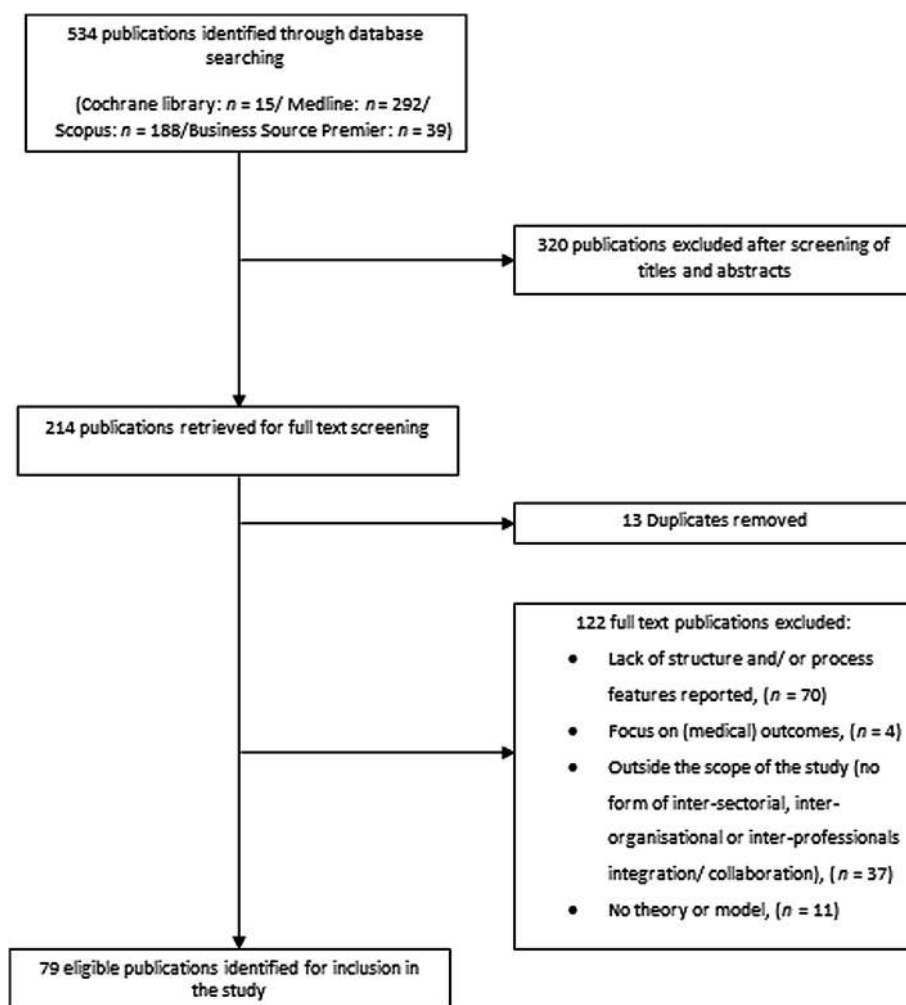 534 publications identified through database
searching
(Cochrane library: n = 15/ Medline: n = 292/
Scopus: n = 188/Business Source Premier: n = 39)
320 publications excluded after screening of
titles and abstracts
214 publications retrieved for full text screening
13 Duplicates removed
122 full text publications excluded:
• Lack of structure and/ or process
features reported, (n = 70)
• Focus on (medical) outcomes, (n = 4)
• Outside the scope of the study (no
form of inter-sectorial, inter-
organisational or inter-professionals
integration/ collaboration), (n = 37)
• No theory or model, (n = 11)
79 eligible publications identified for inclusion in
the study